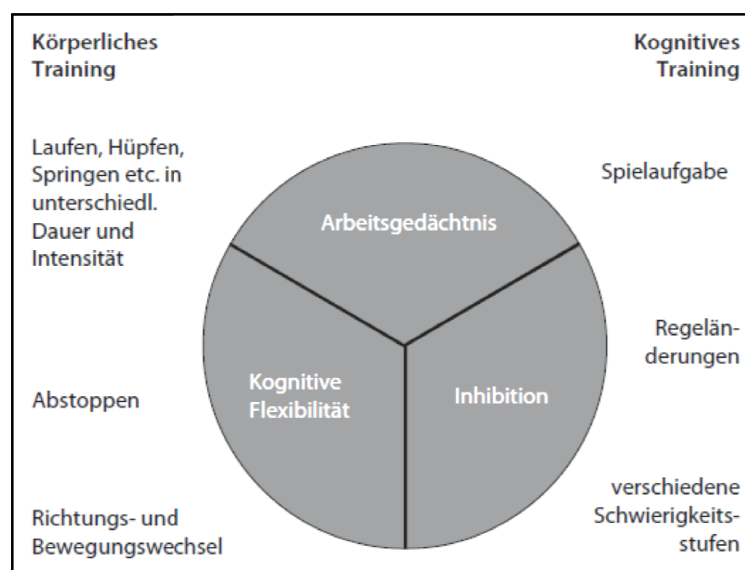 Körperliches
Training
Laufen, Hüpfen,
Springen etc. in
unterschiedl.
Dauer und
Intensität
Abstoppen
Richtungs- und
Bewegungswechsel
Arbeitsgedächtnis
Kognitive
Flexibilität
Inhibition
Kognitives
Training
Spielaufgabe
Regelän-
derungen
verschiedene
Schwierigkeits-
stufen